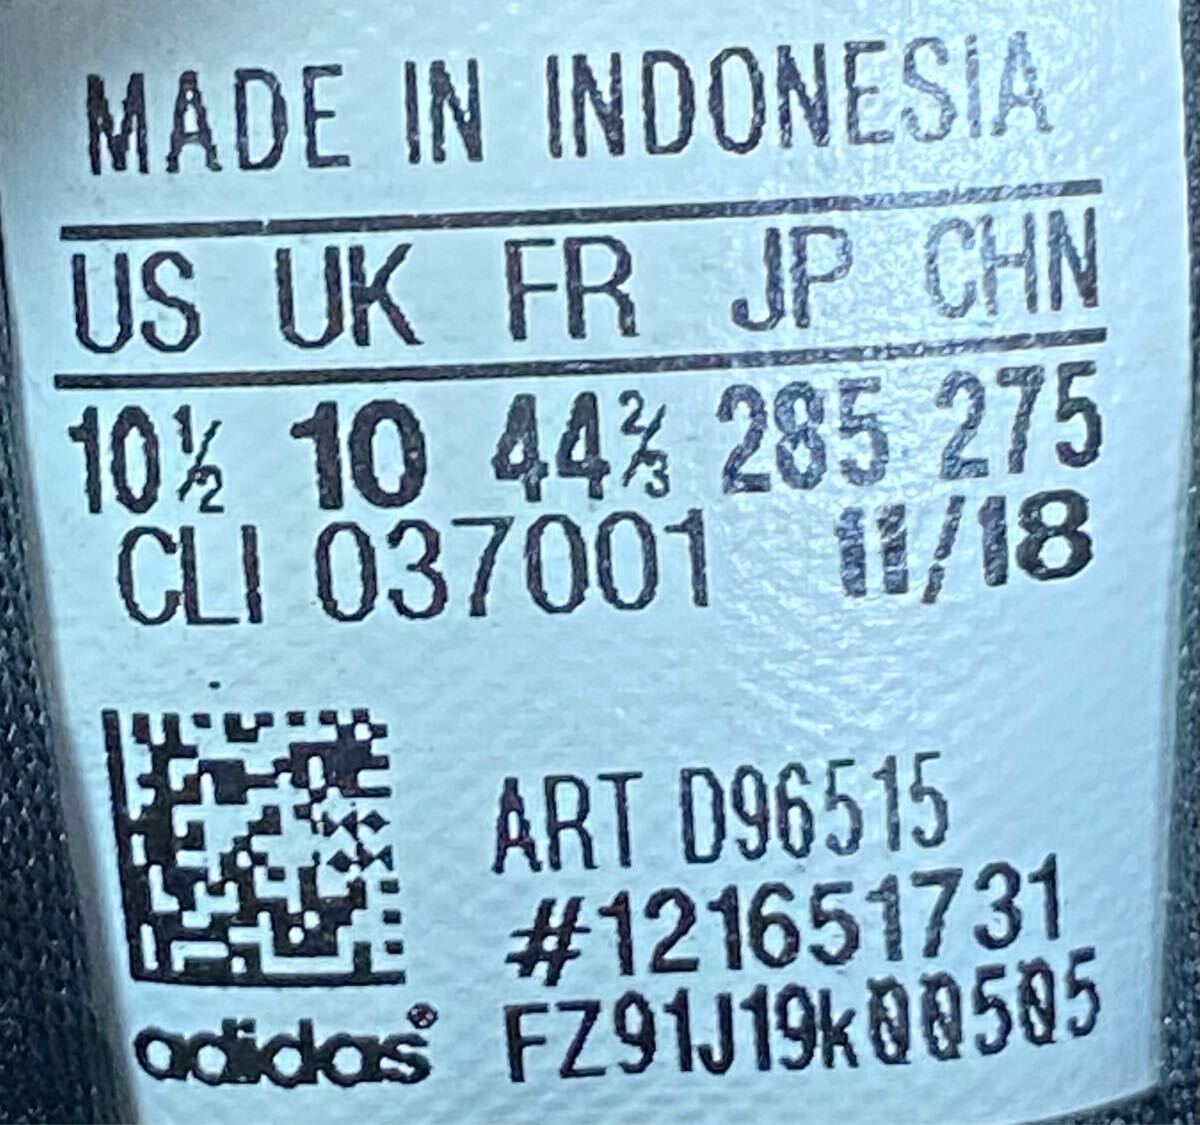 MADE IN INDONESIA
US UK FR JP CHN
10½ 10 44⅔ 285 275
CLI 037001 11/18
ART D96515
#121651731
FZ91J19k00505
adidas®